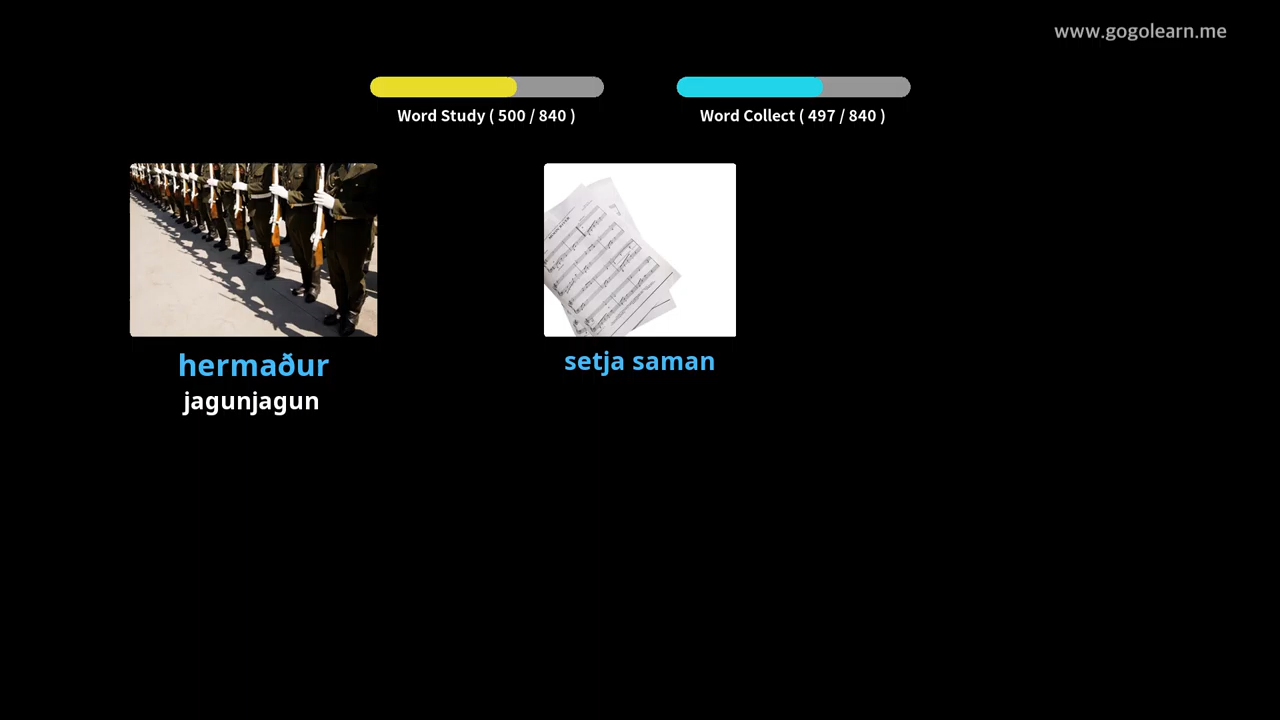 www.gogolearn.me
Word Study ( 500 / 840 )
Word Collect ( 497 / 840 )
hermaður
jagunjagun
setja saman